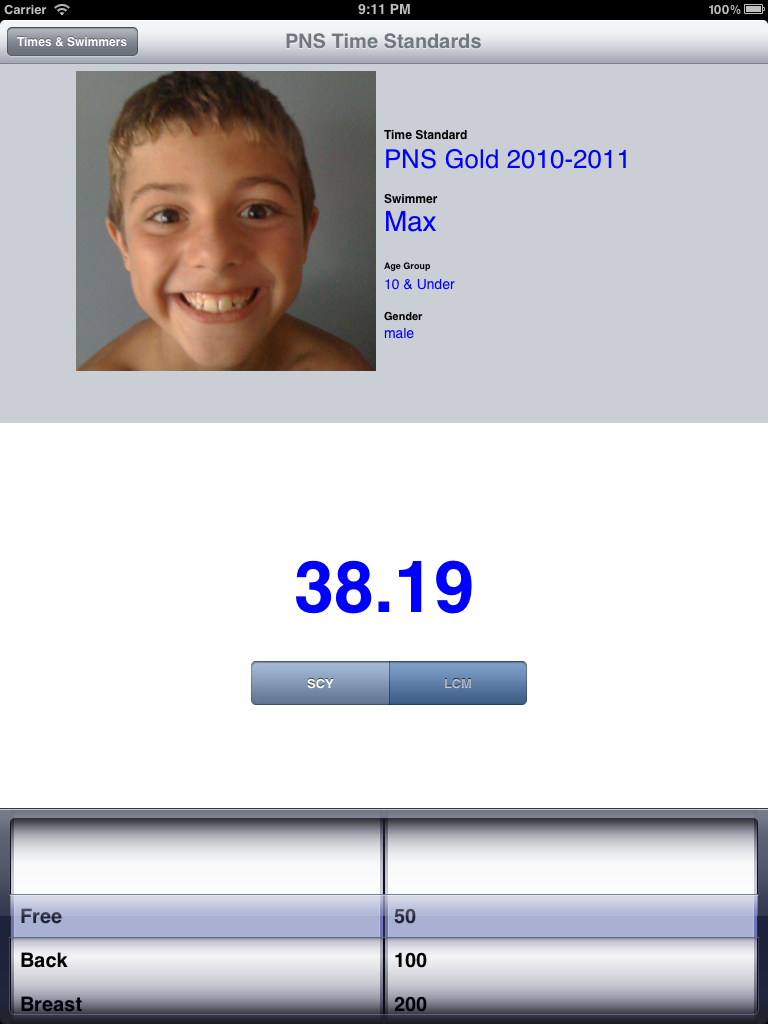 Carrier 9:11 PM 100%
Times & Swimmers PNS Time Standards
Time Standard
PNS Gold 2010-2011
Swimmer
Max
Age Group
10 & Under
Gender
male
38.19
SCY LCM
Free 50
Back 100
Breast 200